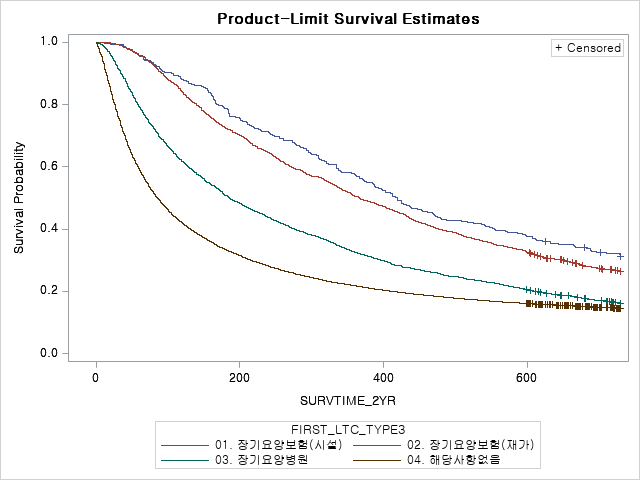 Product-Limit Survival Estimates
+ Censored
Survival Probability
1.0
0.8
0.6
0.4
0.2
0.0
0 200 400 600
SURVTIME_2YR
FIRST_LTC_TYPE3
01. 장기요양보험(시설) 02. 장기요양보험(재가)
03. 장기요양병원 04. 해당사항없음